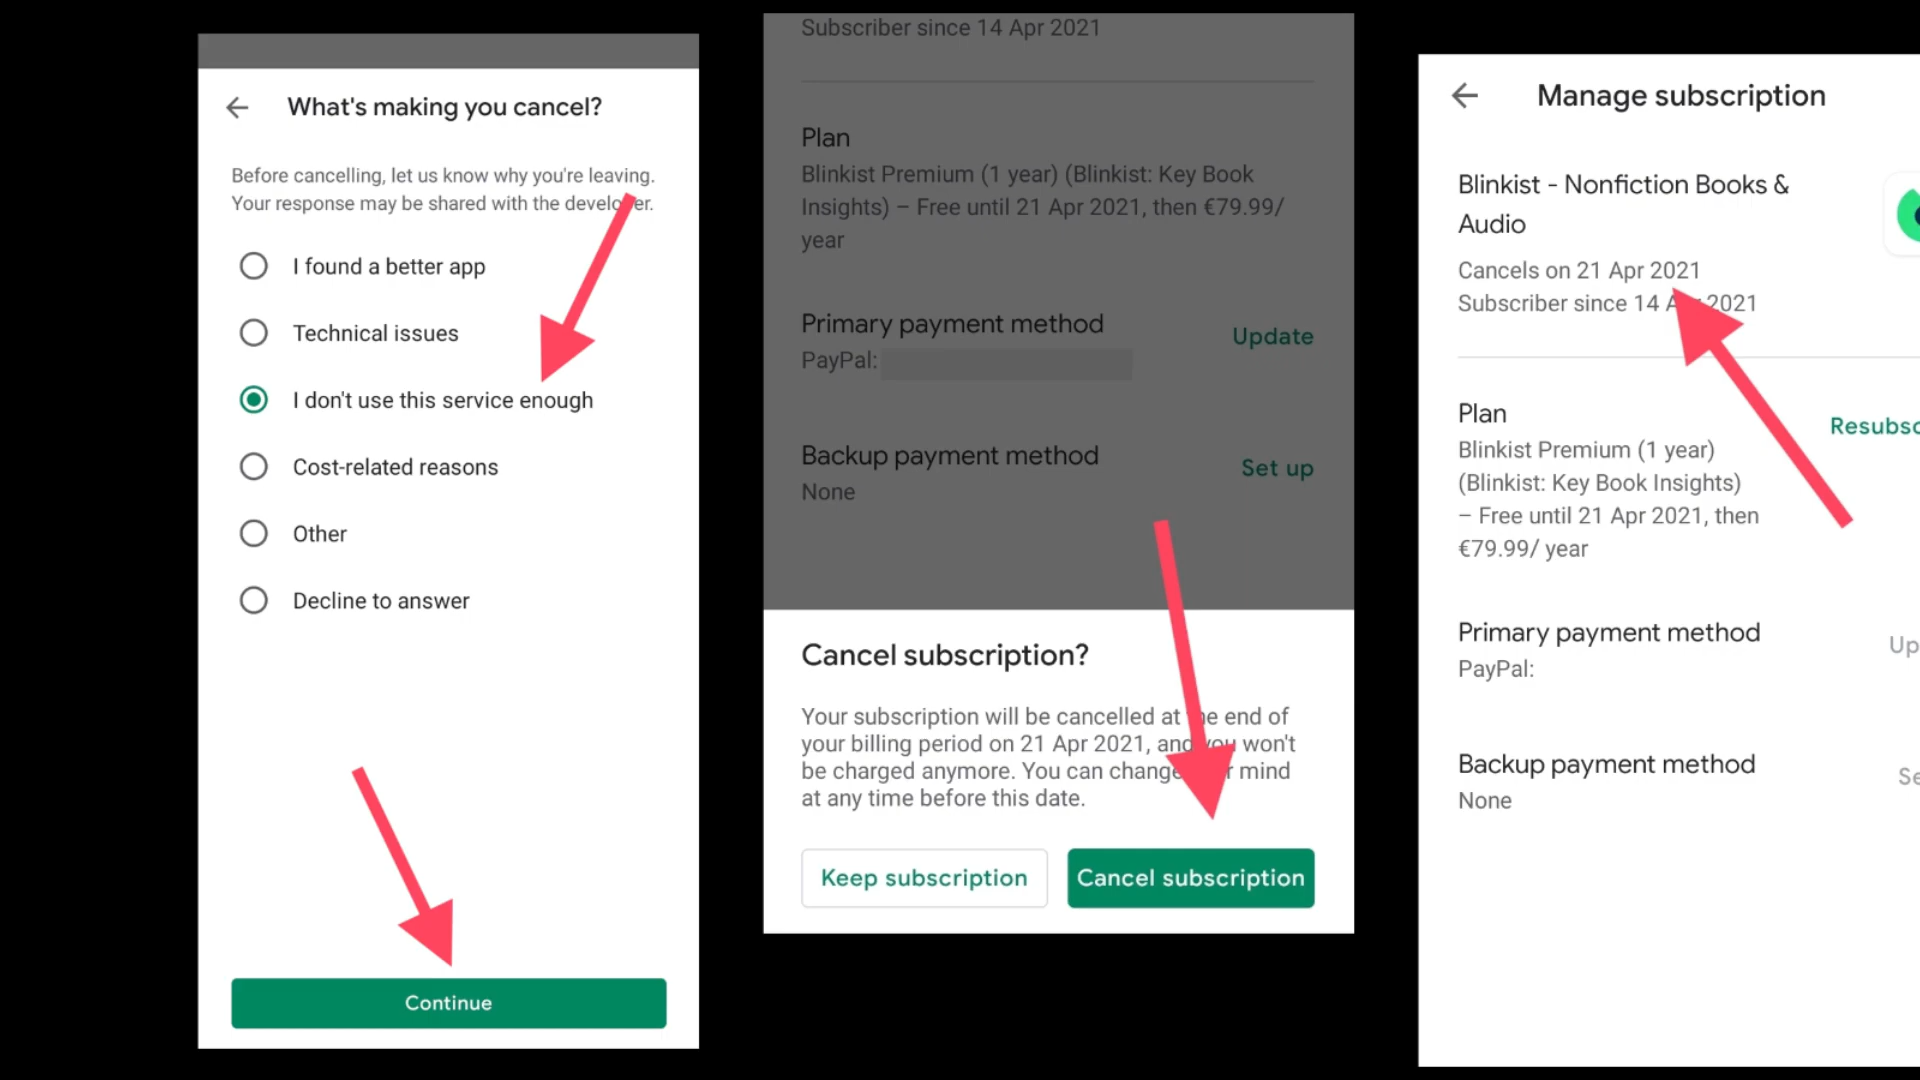 What's making you cancel?
Before cancelling, let us know why you're leaving.
Your response may be shared with the developer.
I found a better app
Technical issues
I don't use this service enough
Cost-related reasons
Other
Decline to answer
Continue
Subscriber since 14 Apr 2021
Plan
Blinkist Premium (1 year) (Blinkist: Key Book
Insights) – Free until 21 Apr 2021, then €79.99/
year
Primary payment method
Update
PayPal:
Backup payment method
Set up
None
Cancel subscription?
Your subscription will be cancelled at the end of
your billing period on 21 Apr 2021, and you won't
be charged anymore. You can change your mind
at any time before this date.
Keep subscription
Cancel subscription
Manage subscription
Blinkist - Nonfiction Books &
Audio
Cancels on 21 Apr 2021
Subscriber since 14 Apr 2021
Plan
Resubsc
Blinkist Premium (1 year)
(Blinkist: Key Book Insights)
– Free until 21 Apr 2021, then
€79.99/ year
Primary payment method
Up
PayPal:
Backup payment method
Se
None